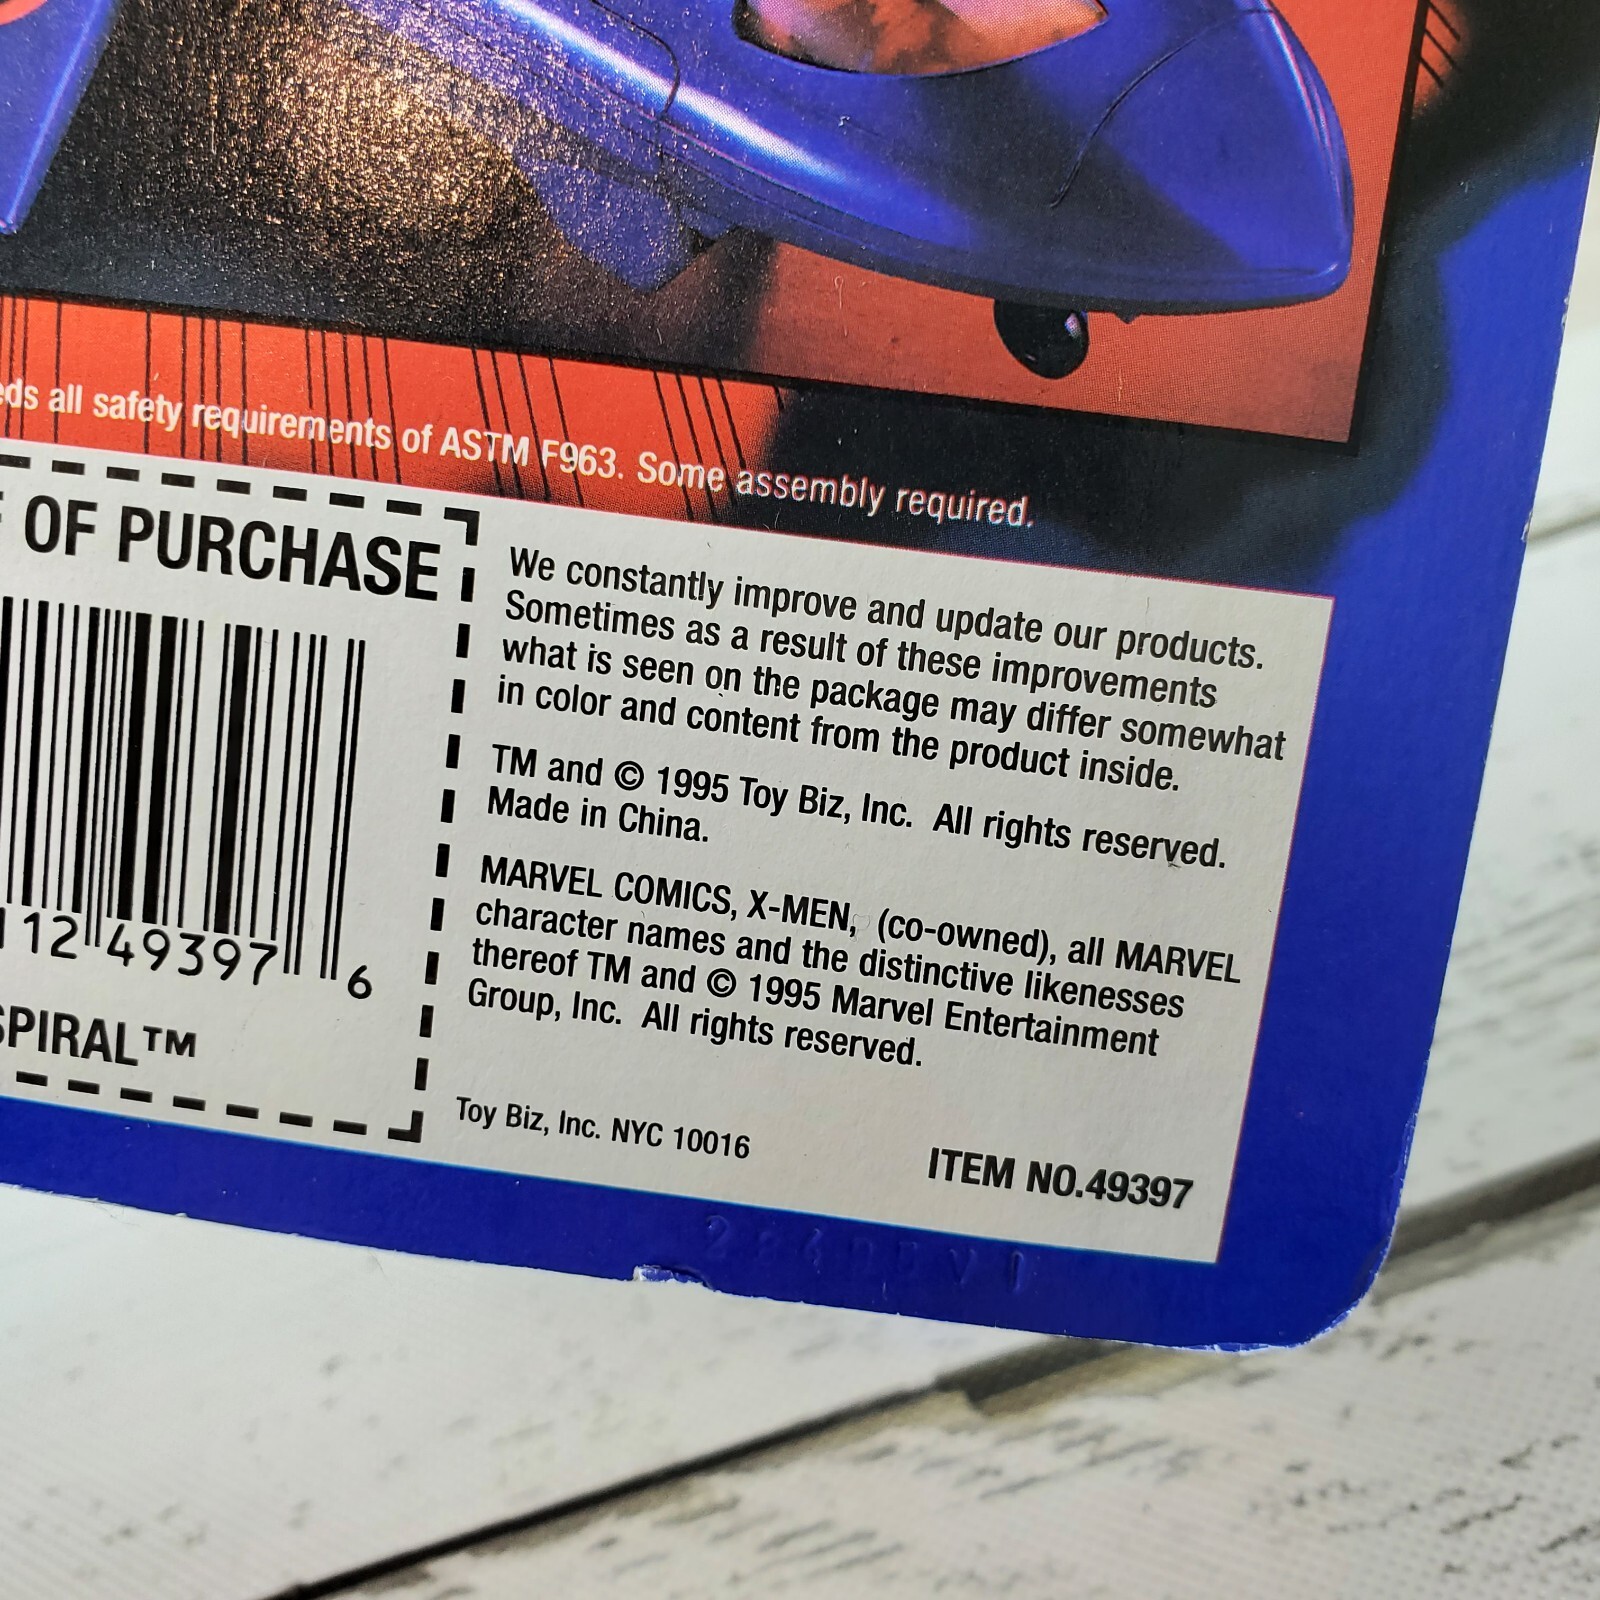 all safety requirements of ASTM F963. Some assembly required.
OF PURCHASE
12 49397 6
SPIRAL™
We constantly improve and update our products.
Sometimes as a result of these improvements
what is seen on the package may differ somewhat
in color and content from the product inside.
TM and © 1995 Toy Biz, Inc. All rights reserved.
Made in China.
MARVEL COMICS, X-MEN, (co-owned), all MARVEL
character names and the distinctive likenesses
thereof TM and © 1995 Marvel Entertainment
Group, Inc. All rights reserved.
Toy Biz, Inc. NYC 10016
ITEM NO.49397